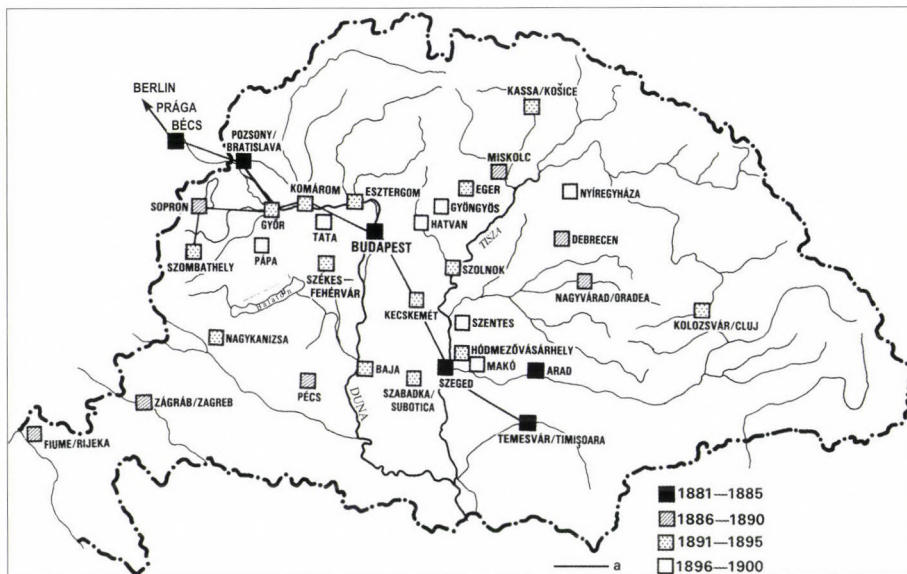 BERLIN
PRÁGA
BÉCS
POZSONY/
BRATISLAVA
KASSA/KOŠICE
MISKOLC
SOPRON
KOMÁROM
ESZTERGOM
EGER
GYÖNGYÖS
NYÍREGYHÁZA
GYŐR
TATA
HATVAN
BUDAPEST
TISZA
DEBRECEN
SZOMBATHELY
PÁPA
SZÉKES—
FEHÉRVÁR
SZOLNOK
NAGYVÁRAD/ORADEA
Balaton
KECSKEMÉT
SZENTES
KOLOZSVÁR/CLUJ
NAGYKANIZSA
HÓDMEZŐVÁSÁRHELY
BAJA
MAKÓ
ARAD
PÉCS
SZABADKA/
SUBOTICA
SZEGED
DUNA
ZÁGRÁB/ZAGREB
TEMESVÁR/TIMIŞOARA
FIUME/RIJEKA
1881—1885
1886—1890
1891—1895
1896—1900
a